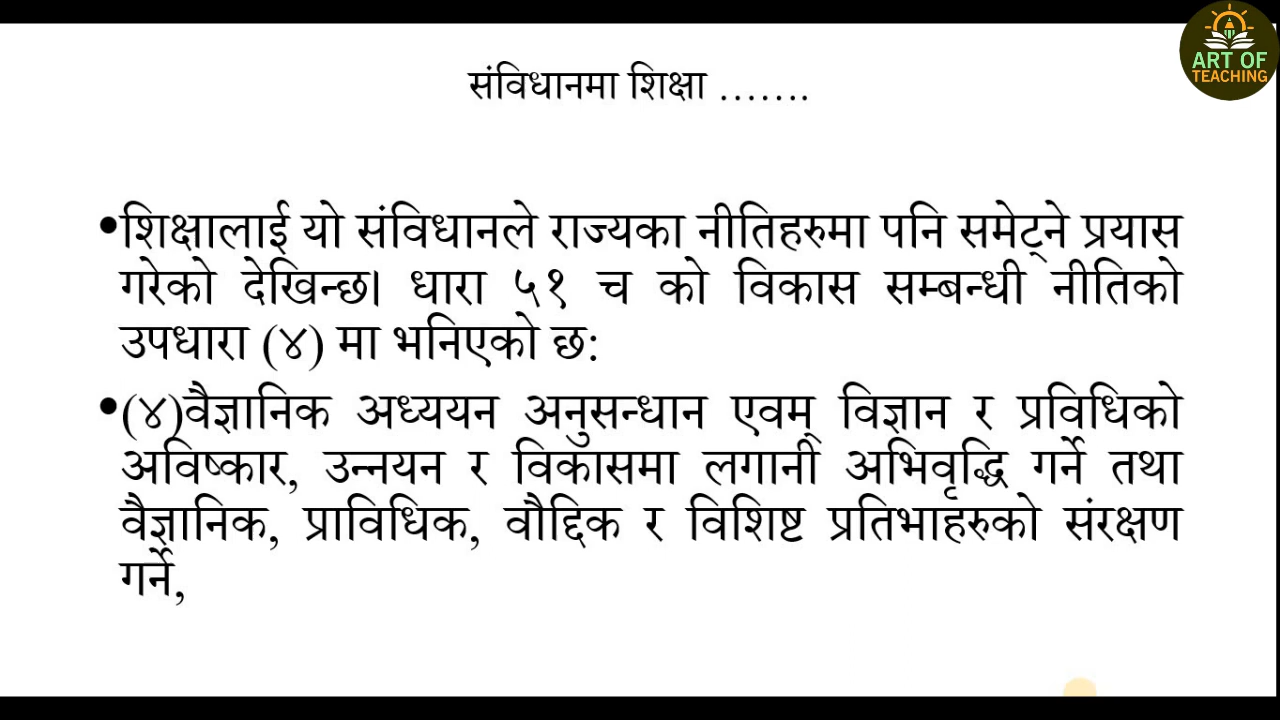 ART OF
TEACHING
संविधानमा शिक्षा …….
•शिक्षालाई यो संविधानले राज्यका नीतिहरुमा पनि समेट्ने प्रयास
गरेको देखिन्छ। धारा ५१ च को विकास सम्बन्धी नीतिको
उपधारा (४) मा भनिएको छ:
•(४)वैज्ञानिक अध्ययन अनुसन्धान एवम् विज्ञान र प्रविधिको
अविष्कार, उन्नयन र विकासमा लगानी अभिवृद्धि गर्ने तथा
वैज्ञानिक, प्राविधिक, वौद्दिक र विशिष्ट प्रतिभाहरुको संरक्षण
गर्ने,